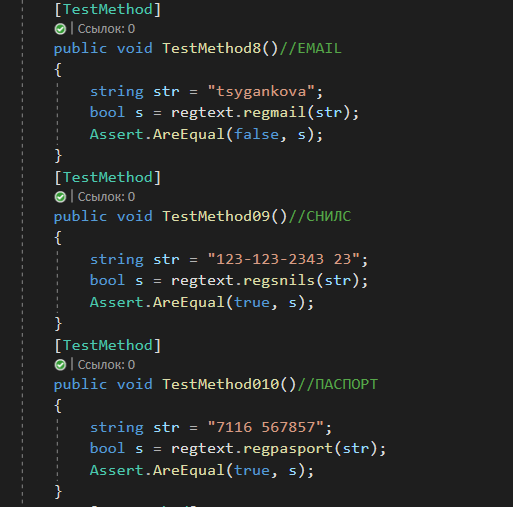 [TestMethod]
| Ссылок: 0
public void TestMethod8()//EMAIL
{
string str = "tsygankova";
bool s = regtext.regmail(str);
Assert.AreEqual(false, s);
}
[TestMethod]
| Ссылок: 0
public void TestMethod09()//СНИЛС
{
string str = "123-123-2343 23";
bool s = regtext.regsnils(str);
Assert.AreEqual(true, s);
}
[TestMethod]
| Ссылок: 0
public void TestMethod010()//ПАСПОРТ
{
string str = "7116 567857";
bool s = regtext.regpasport(str);
Assert.AreEqual(true, s);
}